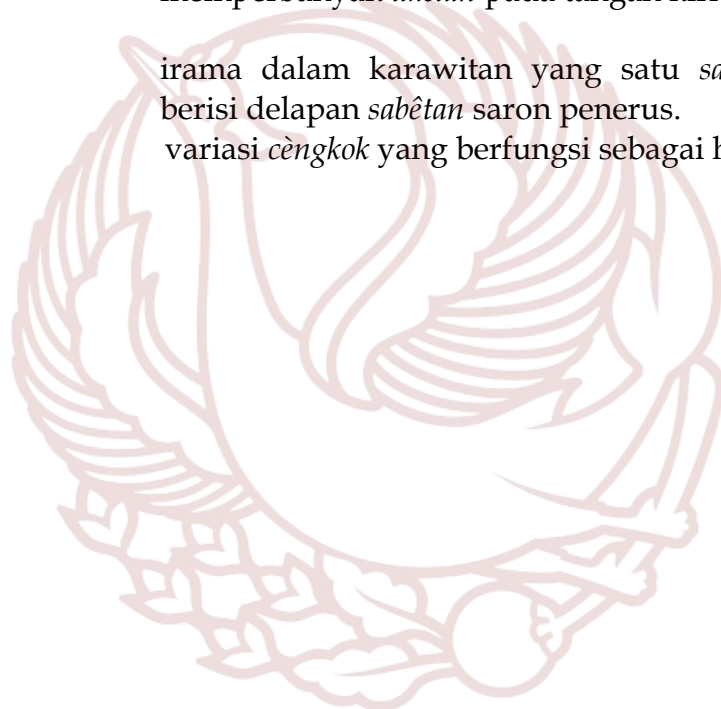 irama dalam karawitan yang satu
berisi delapan sabêtan saron penerus.
variasi cèngkok yang berfungsi sebagai